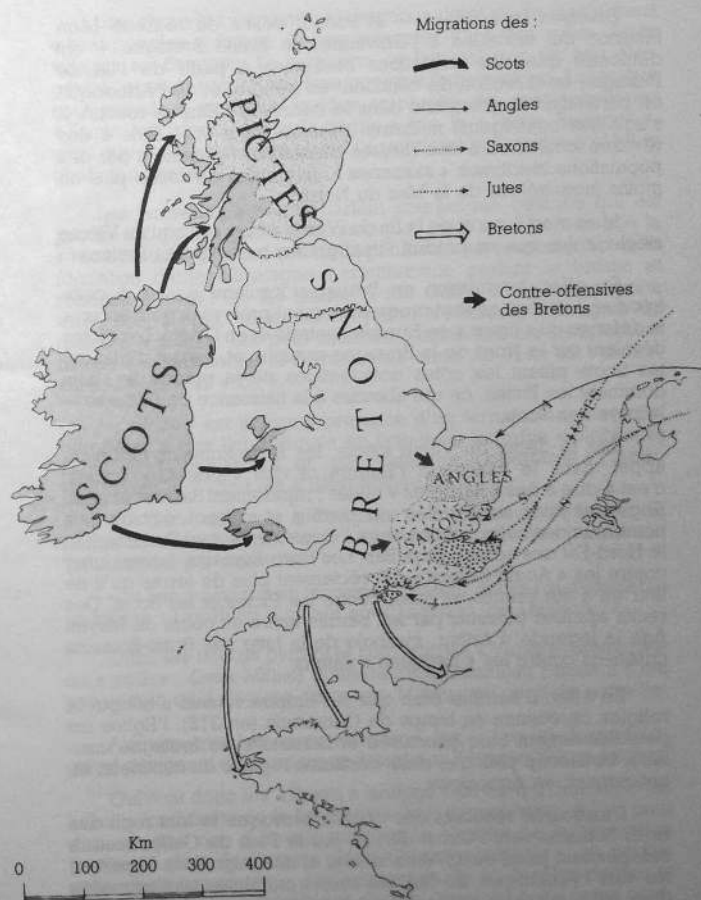 Migrations des :
Scots
Angles
Saxons
Jutes
Bretons
Contre-offensives
des Bretons
PICTES
BRETONS
SCOTS
JUTES
A
ANGLES
S
S
SAXONS
J
Km
0 100 200 300 400